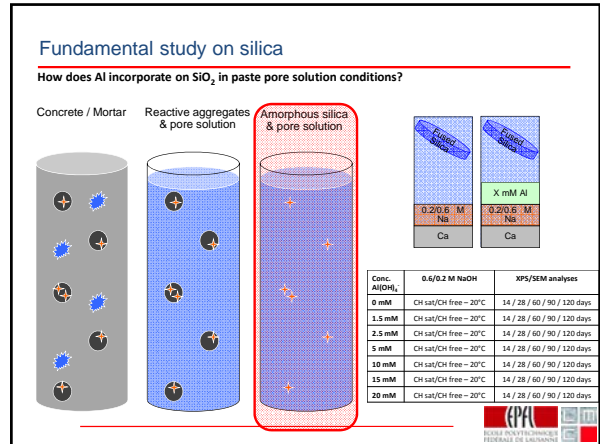 Fundamental study on silica
How does Al incorporate on SiO₂ in paste pore solution conditions?
Concrete / Mortar
Reactive aggregates
& pore solution
Amorphous silica
& pore solution
Fused
Silica
0.2/0.6 M
Na
Ca
Fused
Silica
X mM Al
0.2/0.6 M
Na
Ca
Conc. Al(OH)₄⁻ 0.6/0.2 M NaOH XPS/SEM analyses
0 mM CH sat/CH free – 20°C 14 / 28 / 60 / 90 / 120 days
1.5 mM CH sat/CH free – 20°C 14 / 28 / 60 / 90 / 120 days
2.5 mM CH sat/CH free – 20°C 14 / 28 / 60 / 90 / 120 days
5 mM CH sat/CH free – 20°C 14 / 28 / 60 / 90 / 120 days
10 mM CH sat/CH free – 20°C 14 / 28 / 60 / 90 / 120 days
15 mM CH sat/CH free – 20°C 14 / 28 / 60 / 90 / 120 days
20 mM CH sat/CH free – 20°C 14 / 28 / 60 / 90 / 120 days
EPFL
ÉCOLE POLYTECHNIQUE
FÉDÉRALE DE LAUSANNE